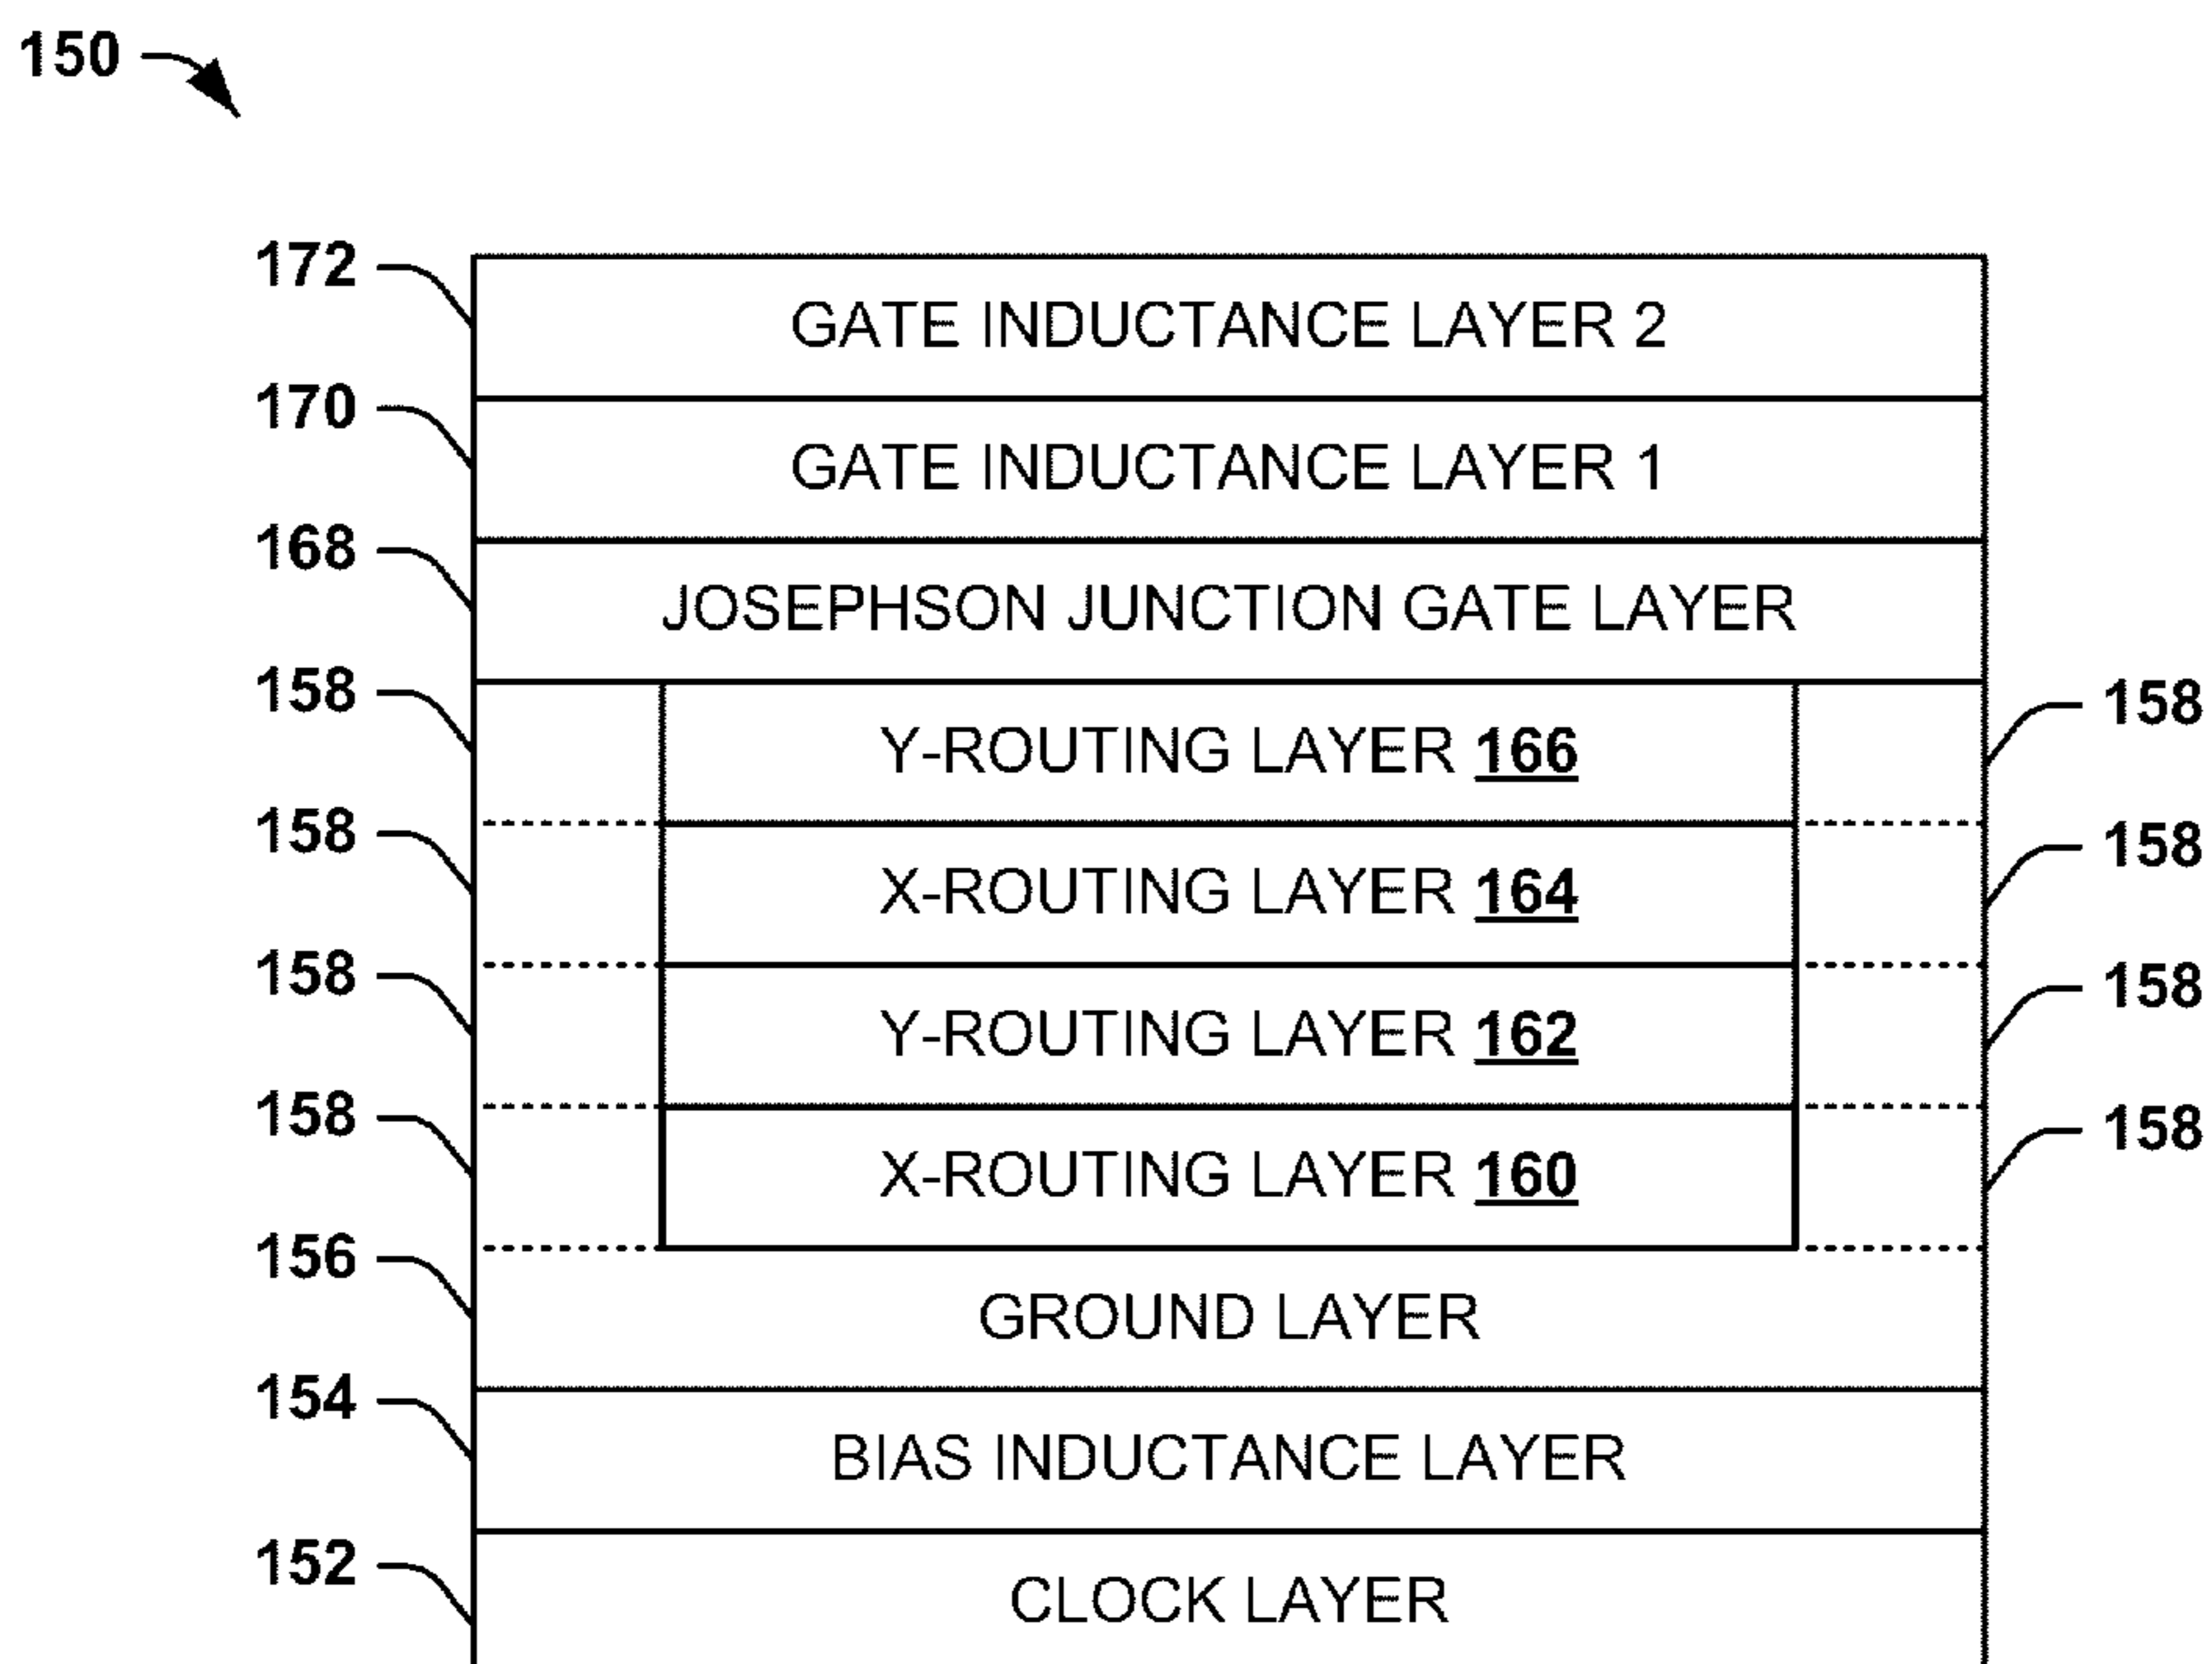 150
172
GATE INDUCTANCE LAYER 2
170
GATE INDUCTANCE LAYER 1
168
JOSEPHSON JUNCTION GATE LAYER
158 Y-ROUTING LAYER 166 158
158 X-ROUTING LAYER 164 158
158 Y-ROUTING LAYER 162 158
158 X-ROUTING LAYER 160 158
156
GROUND LAYER
154
BIAS INDUCTANCE LAYER
152
CLOCK LAYER